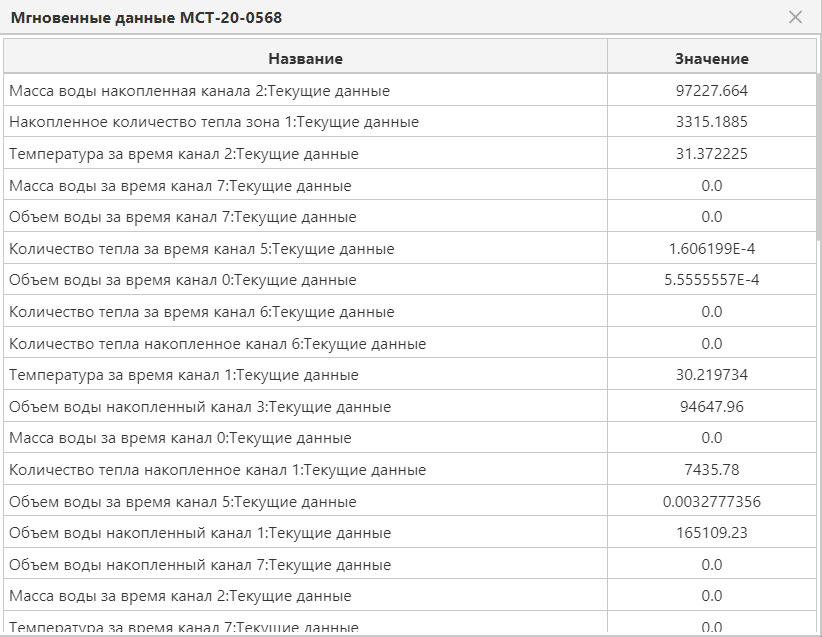 Мгновенные данные МСТ-20-0568
Название Значение
Масса воды накопленная канала 2:Текущие данные 97227.664
Накопленное количество тепла зона 1:Текущие данные 3315.1885
Температура за время канал 2:Текущие данные 31.372225
Масса воды за время канал 7:Текущие данные 0.0
Объем воды за время канал 7:Текущие данные 0.0
Количество тепла за время канал 5:Текущие данные 1.606199E-4
Объем воды за время канал 0:Текущие данные 5.5555557E-4
Количество тепла за время канал 6:Текущие данные 0.0
Количество тепла накопленное канал 6:Текущие данные 0.0
Температура за время канал 1:Текущие данные 30.219734
Объем воды накопленный канал 3:Текущие данные 94647.96
Масса воды за время канал 0:Текущие данные 0.0
Количество тепла накопленное канал 1:Текущие данные 7435.78
Объем воды за время канал 5:Текущие данные 0.0032777356
Объем воды накопленный канал 1:Текущие данные 165109.23
Объем воды накопленный канал 7:Текущие данные 0.0
Масса воды за время канал 2:Текущие данные 0.0
Температура за время канал 7:Текущие данные 0.0